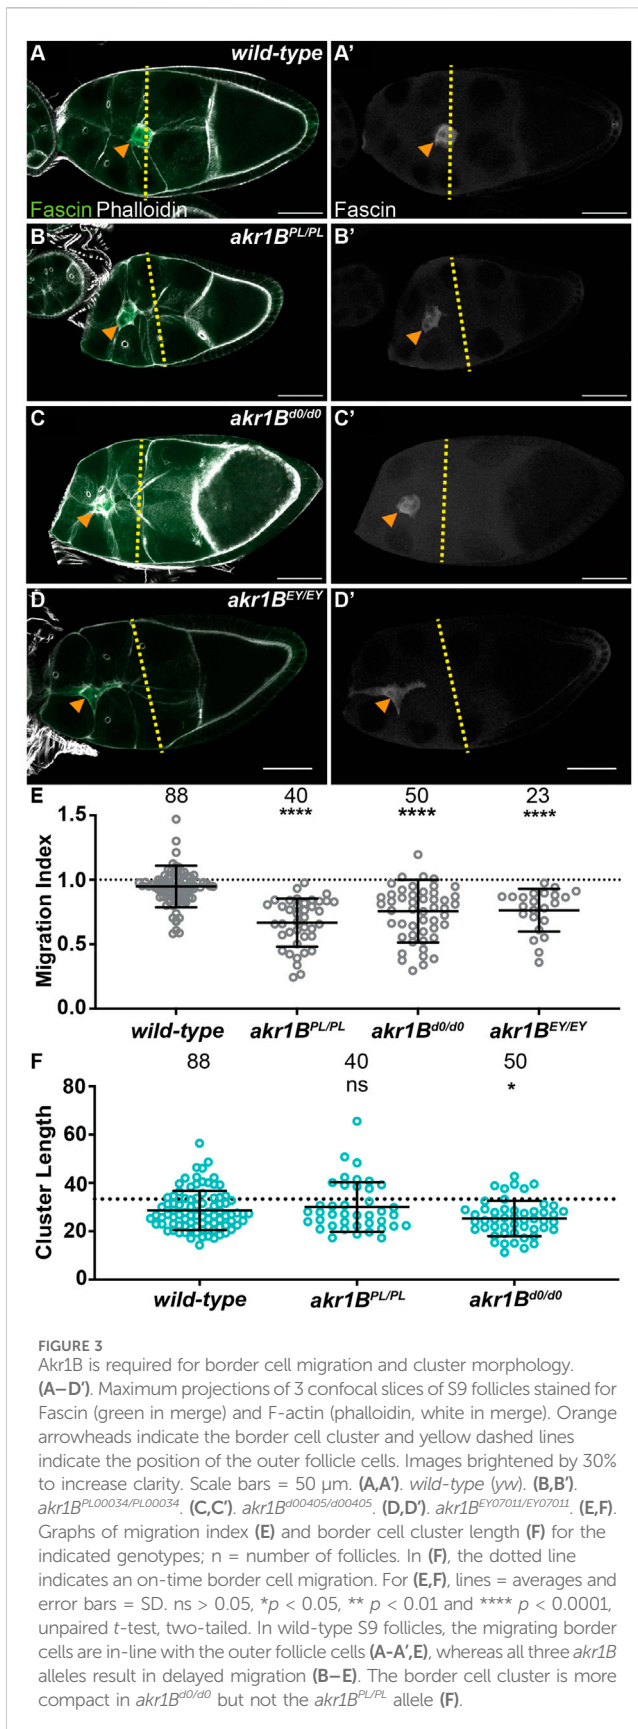 A wild-type A'
Fascin Phalloidin Fascin
B akr1B^PL/PL B'
C akr1B^d0/d0 C'
D akr1B^EY/EY D'
E 88 40 50 23
**** **** ****
1.5
1.0
0.5
0.0
Migration Index
wild-type akr1B^PL/PL akr1B^d0/d0 akr1B^EY/EY
F 88 40 50
ns *
80
60
40
20
0
Cluster Length
wild-type akr1B^PL/PL akr1B^d0/d0
FIGURE 3
Akr1B is required for border cell migration and cluster morphology.
(A–D'). Maximum projections of 3 confocal slices of S9 follicles stained for
Fascin (green in merge) and F-actin (phalloidin, white in merge). Orange
arrowheads indicate the border cell cluster and yellow dashed lines
indicate the position of the outer follicle cells. Images brightened by 30%
to increase clarity. Scale bars = 50 μm. (A,A'). wild-type (yw). (B,B').
akr1B^PL00034/PL00034. (C,C'). akr1B^d00405/d00405. (D,D'). akr1B^EY07011/EY07011. (E,F).
Graphs of migration index (E) and border cell cluster length (F) for the
indicated genotypes; n = number of follicles. In (F), the dotted line
indicates an on-time border cell migration. For (E,F), lines = averages and
error bars = SD. ns > 0.05, *p < 0.05, ** p < 0.01 and **** p < 0.0001,
unpaired t-test, two-tailed. In wild-type S9 follicles, the migrating border
cells are in-line with the outer follicle cells (A-A',E), whereas all three akr1B
alleles result in delayed migration (B–E). The border cell cluster is more
compact in akr1B^d0/d0 but not the akr1B^PL/PL allele (F).